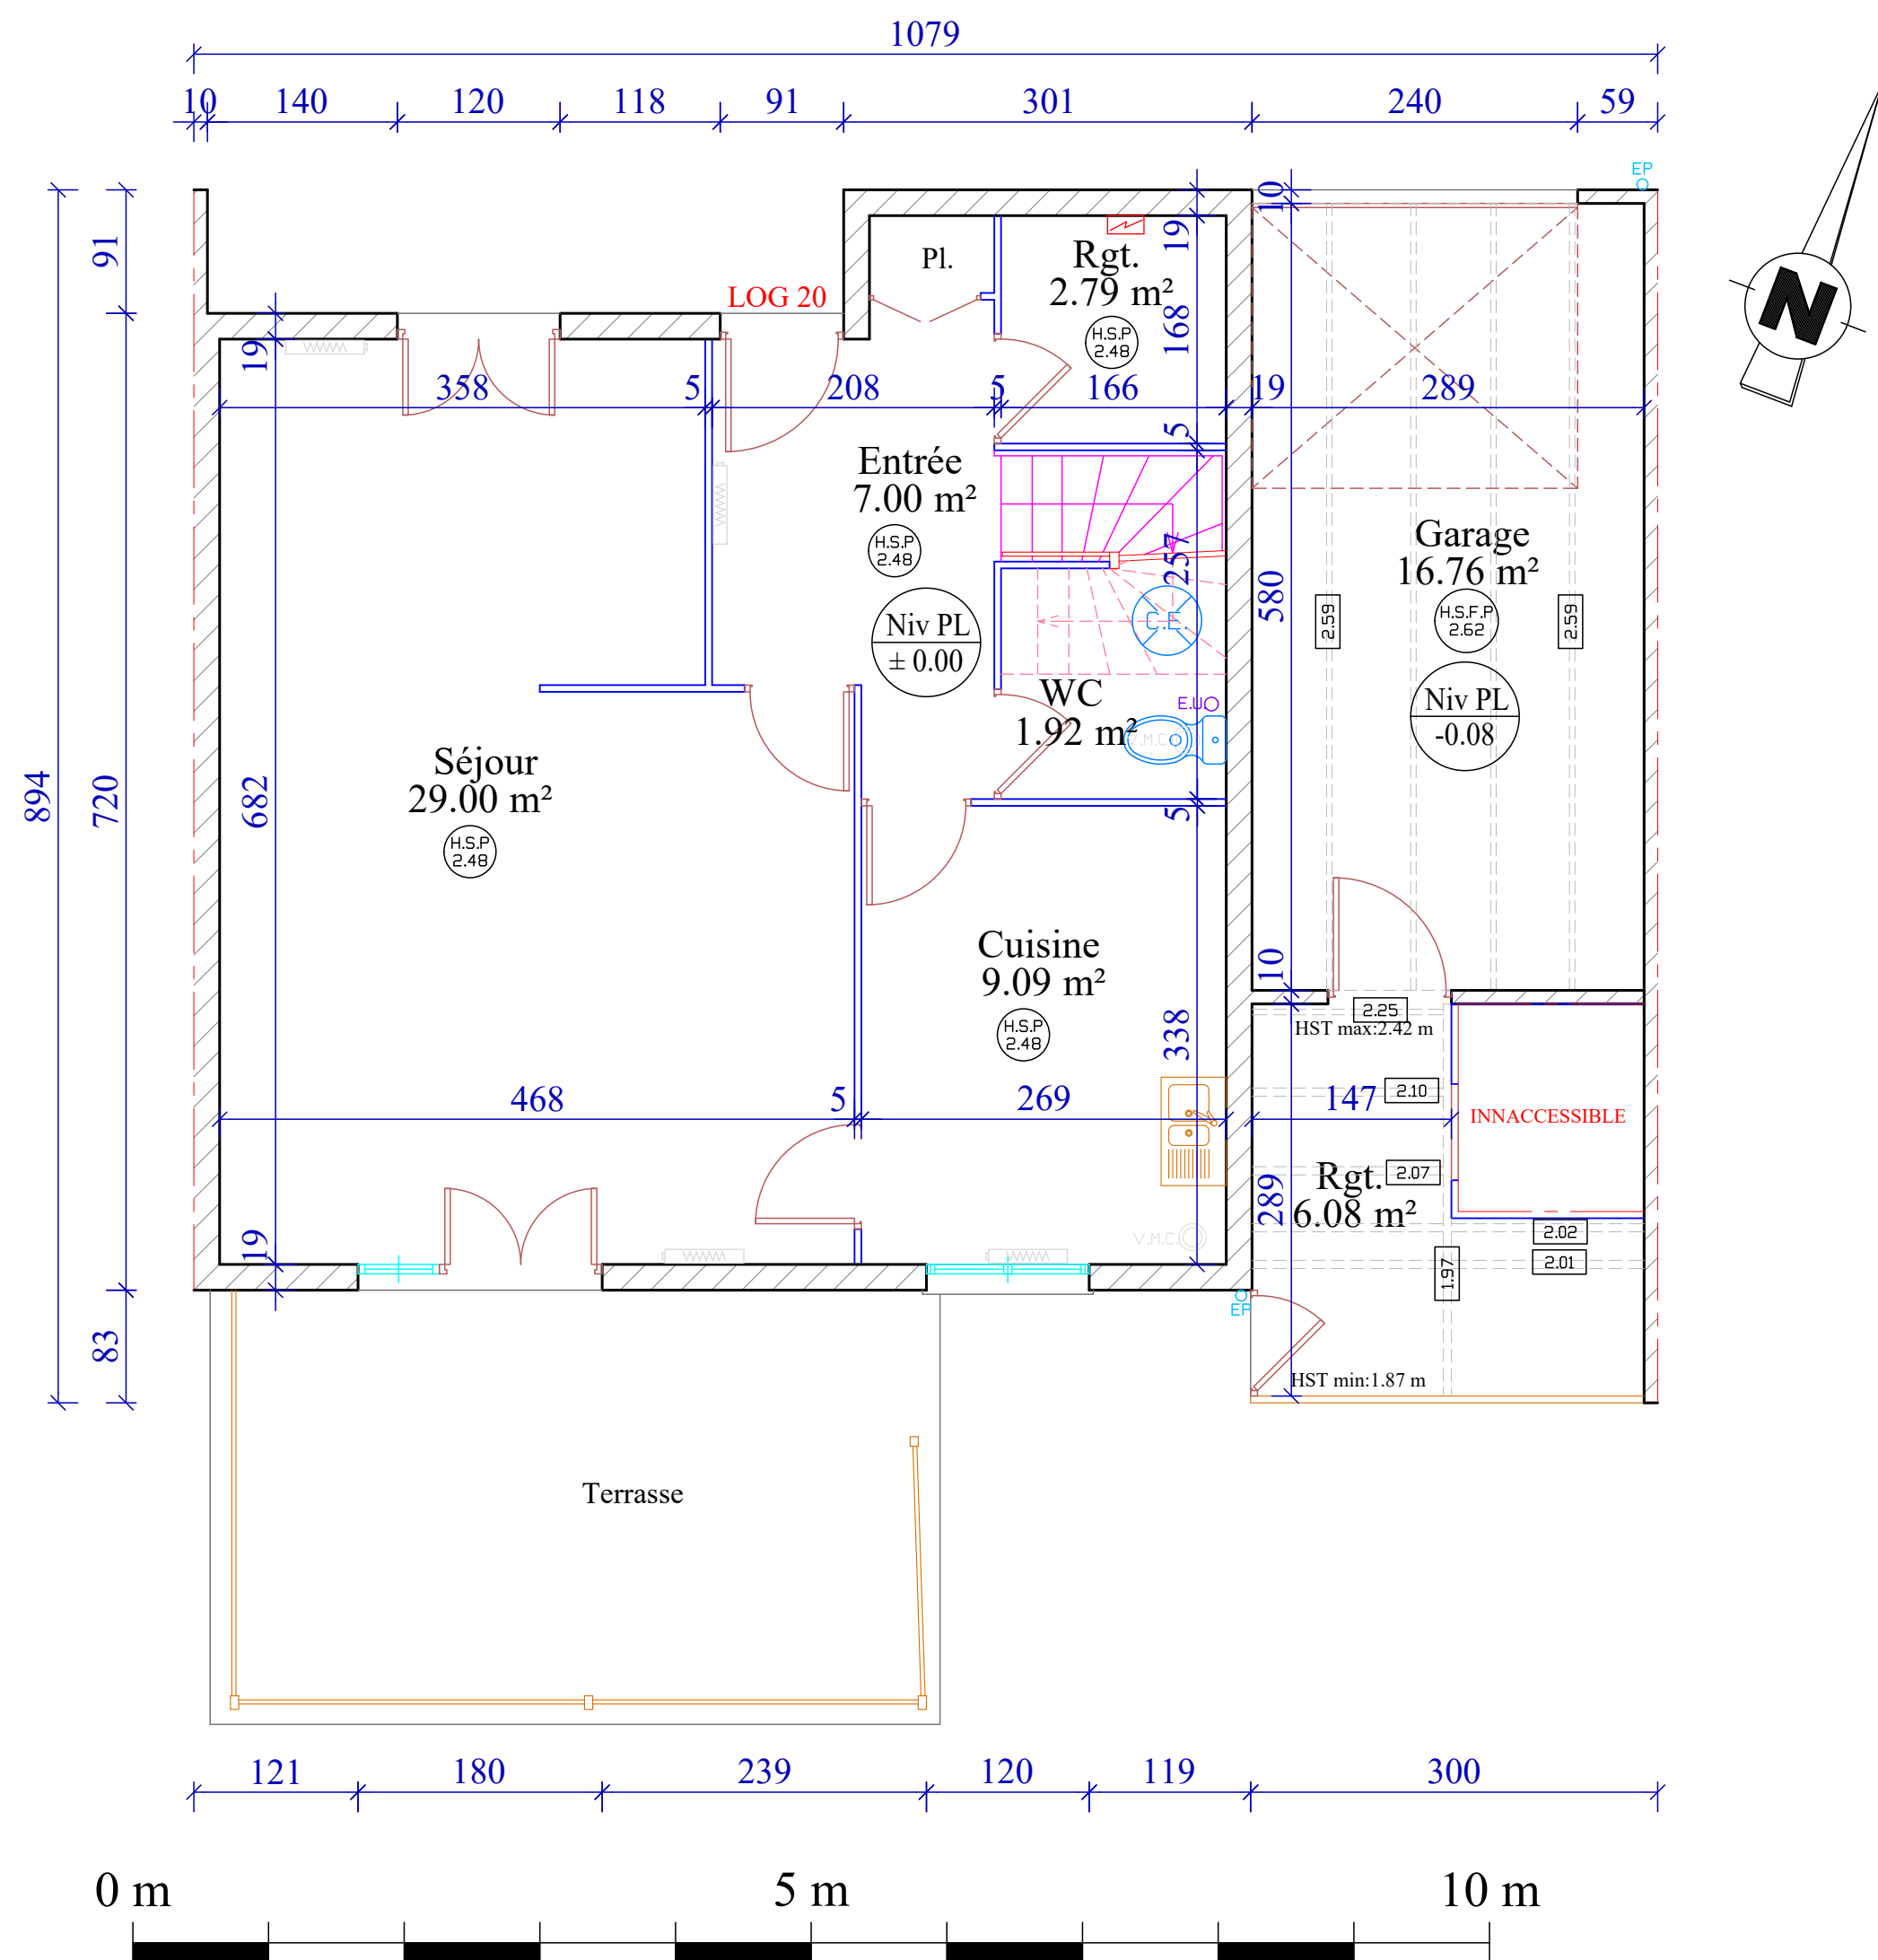 1079
10 140 120 118 91 301 240 59
EP
91
19
10
Pl.
Rgt.
2.79 m²
H.S.P
2.48
168
LOG 20
19
358 5 208 5 166 19 289
5
Entrée
7.00 m²
H.S.P
2.48
Niv PL
± 0.00
257
C.E.
Garage
16.76 m²
H.S.F.P
2.62
2.59
2.59
580
Niv PL
-0.08
WC
1.92 m²
E.U.
V.M.C.
894
720
682
Séjour
29.00 m²
H.S.P
2.48
5
Cuisine
9.09 m²
H.S.P
2.48
338
10
2.25
HST max:2.42 m
2.10
468 5 269 147
INNACCESSIBLE
2.07
Rgt.
6.08 m²
289
2.02
2.01
1.97
V.M.C.
19
EP
83
HST min:1.87 m
Terrasse
121 180 239 120 119 300
0 m 5 m 10 m
N